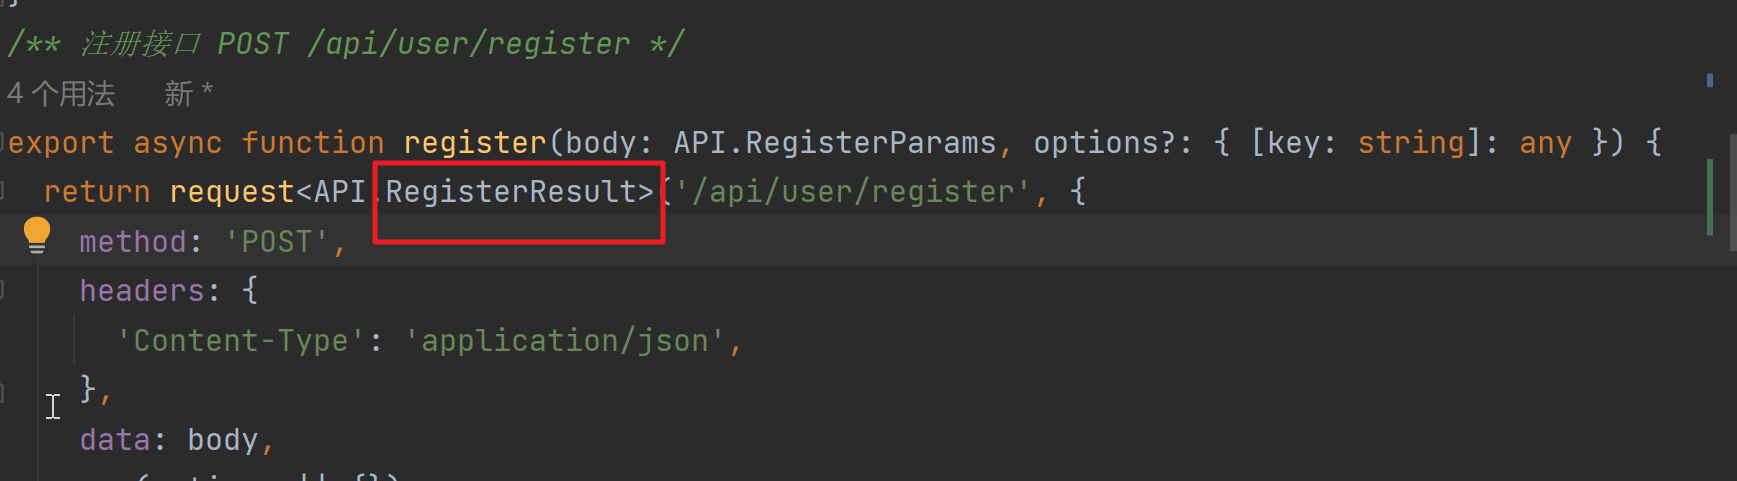 /** 注册接口 POST /api/user/register */
4 个用法 新 *
export async function register(body: API.RegisterParams, options?: { [key: string]: any }) {
return request<API.RegisterResult>('/api/user/register', {
method: 'POST',
headers: {
'Content-Type': 'application/json',
},
data: body,